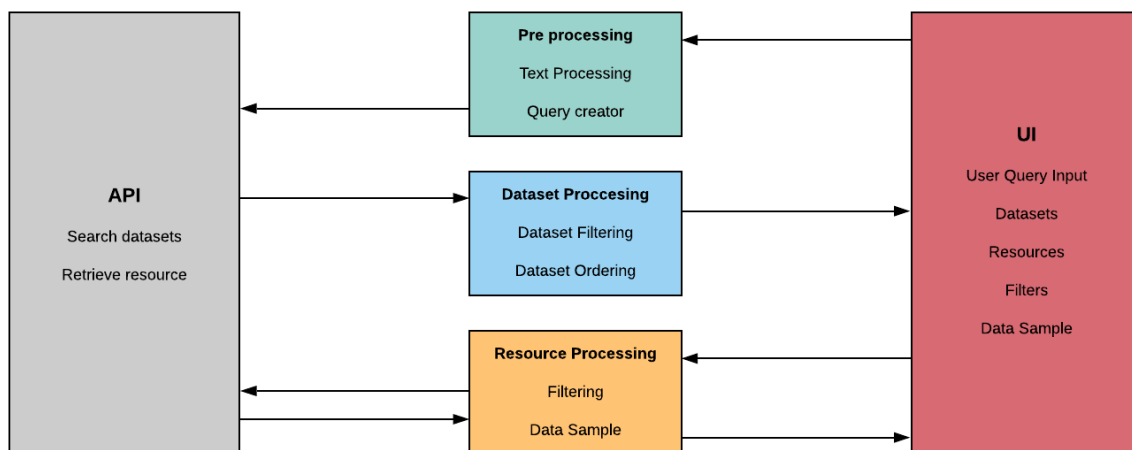 API
Search datasets
Retrieve resource
Pre processing
Text Processing
Query creator
Dataset Proccesing
Dataset Filtering
Dataset Ordering
Resource Processing
Filtering
Data Sample
UI
User Query Input
Datasets
Resources
Filters
Data Sample